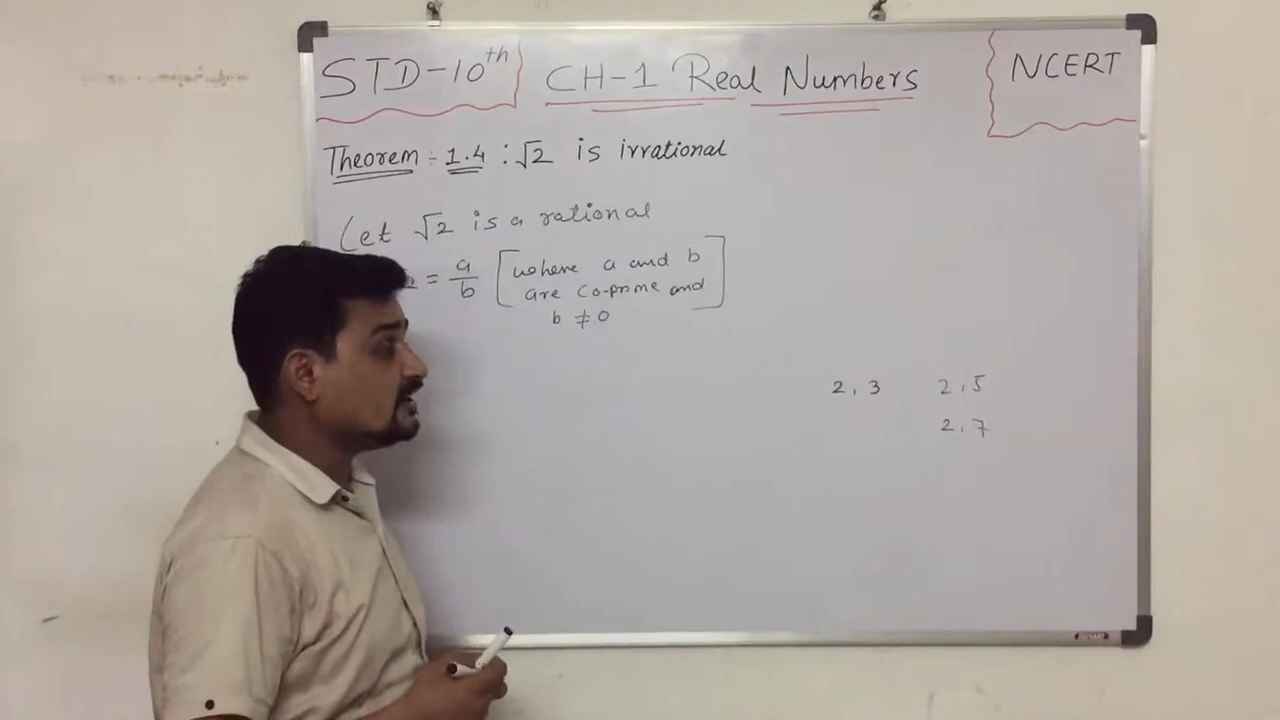 STD-10th CH-1 Real Numbers NCERT
Theorem ÷ 1.4 : √2 is irrational
Let √2 is a rational
= a/b [where a and b
are co-prime and]
b ≠ 0
2, 3 2, 5
2, 7